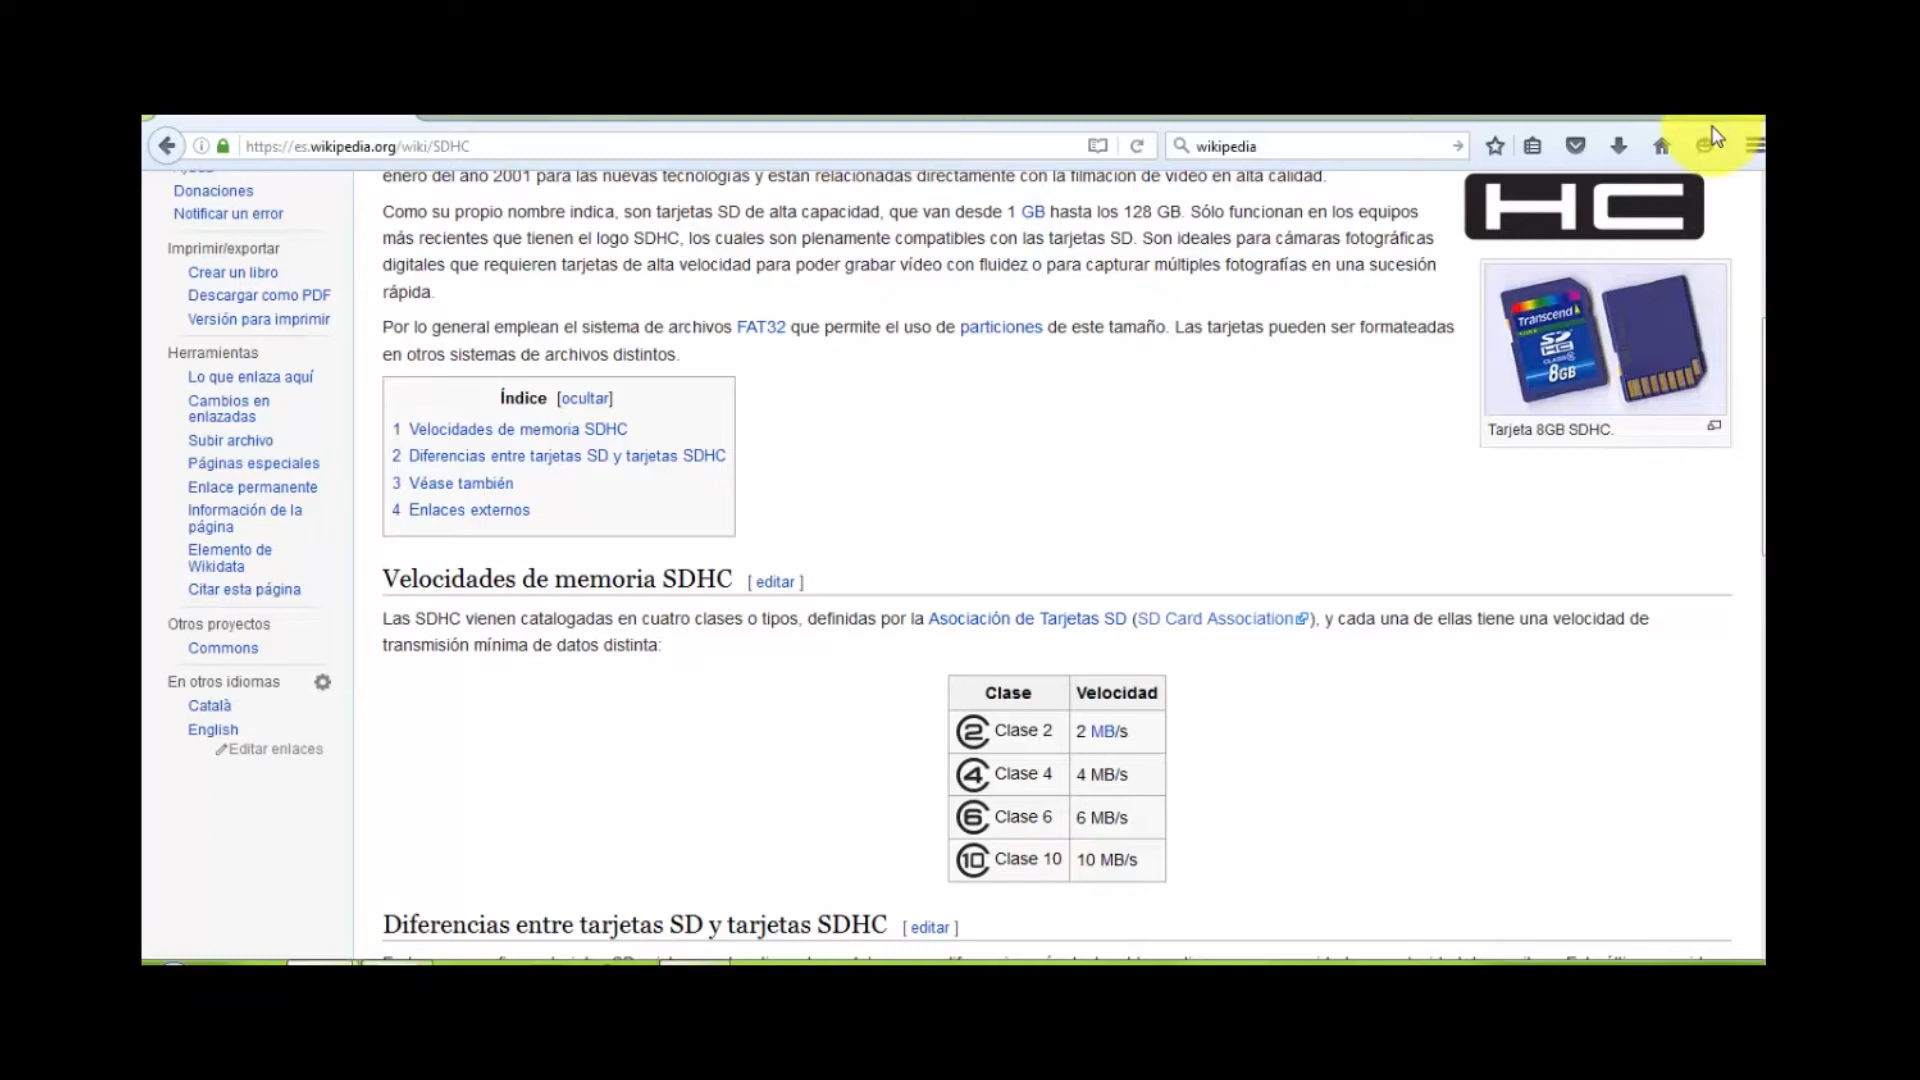 https://es.wikipedia.org/wiki/SDHC
wikipedia
Donaciones
Notificar un error
Imprimir/exportar
Crear un libro
Descargar como PDF
Versión para imprimir
Herramientas
Lo que enlaza aquí
Cambios en
enlazadas
Subir archivo
Páginas especiales
Enlace permanente
Información de la
página
Elemento de
Wikidata
Citar esta página
Otros proyectos
Commons
En otros idiomas
Català
English
Editar enlaces
enero del año 2001 para las nuevas tecnologías y están relacionadas directamente con la filmación de vídeo en alta calidad.
Como su propio nombre indica, son tarjetas SD de alta capacidad, que van desde 1 GB hasta los 128 GB. Sólo funcionan en los equipos
más recientes que tienen el logo SDHC, los cuales son plenamente compatibles con las tarjetas SD. Son ideales para cámaras fotográficas
digitales que requieren tarjetas de alta velocidad para poder grabar vídeo con fluidez o para capturar múltiples fotografías en una sucesión
rápida.
Por lo general emplean el sistema de archivos FAT32 que permite el uso de particiones de este tamaño. Las tarjetas pueden ser formateadas
en otros sistemas de archivos distintos.
HC
Transcend
SD
HC
CLASS 6
8GB
Tarjeta 8GB SDHC.
Índice [ocultar]
1 Velocidades de memoria SDHC
2 Diferencias entre tarjetas SD y tarjetas SDHC
3 Véase también
4 Enlaces externos
Velocidades de memoria SDHC [ editar ]
Las SDHC vienen catalogadas en cuatro clases o tipos, definidas por la Asociación de Tarjetas SD (SD Card Association), y cada una de ellas tiene una velocidad de
transmisión mínima de datos distinta:
Clase Velocidad
2 Clase 2 2 MB/s
4 Clase 4 4 MB/s
6 Clase 6 6 MB/s
10 Clase 10 10 MB/s
Diferencias entre tarjetas SD y tarjetas SDHC [ editar ]